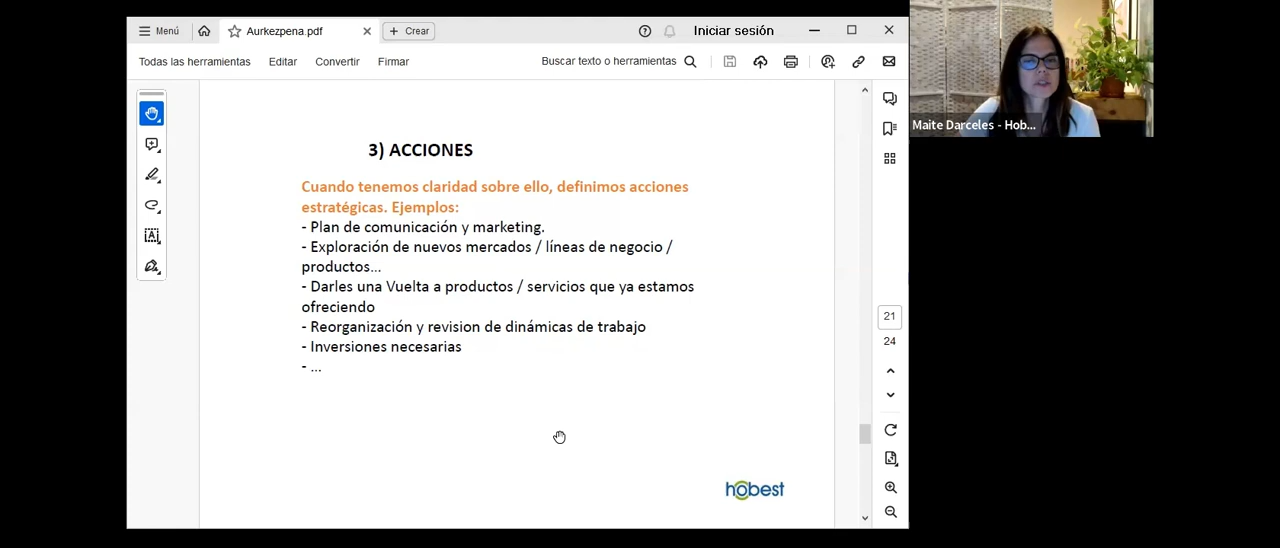 Menú
Aurkezpena.pdf
Crear
Iniciar sesión
Todas las herramientas
Editar
Convertir
Firmar
Buscar texto o herramientas
Maite Darceles - Hob...
3) ACCIONES
Cuando tenemos claridad sobre ello, definimos acciones
estratégicas. Ejemplos:
- Plan de comunicación y marketing.
- Exploración de nuevos mercados / líneas de negocio /
productos...
- Darles una Vuelta a productos / servicios que ya estamos
ofreciendo
- Reorganización y revision de dinámicas de trabajo
- Inversiones necesarias
- ...
21
24
hobest